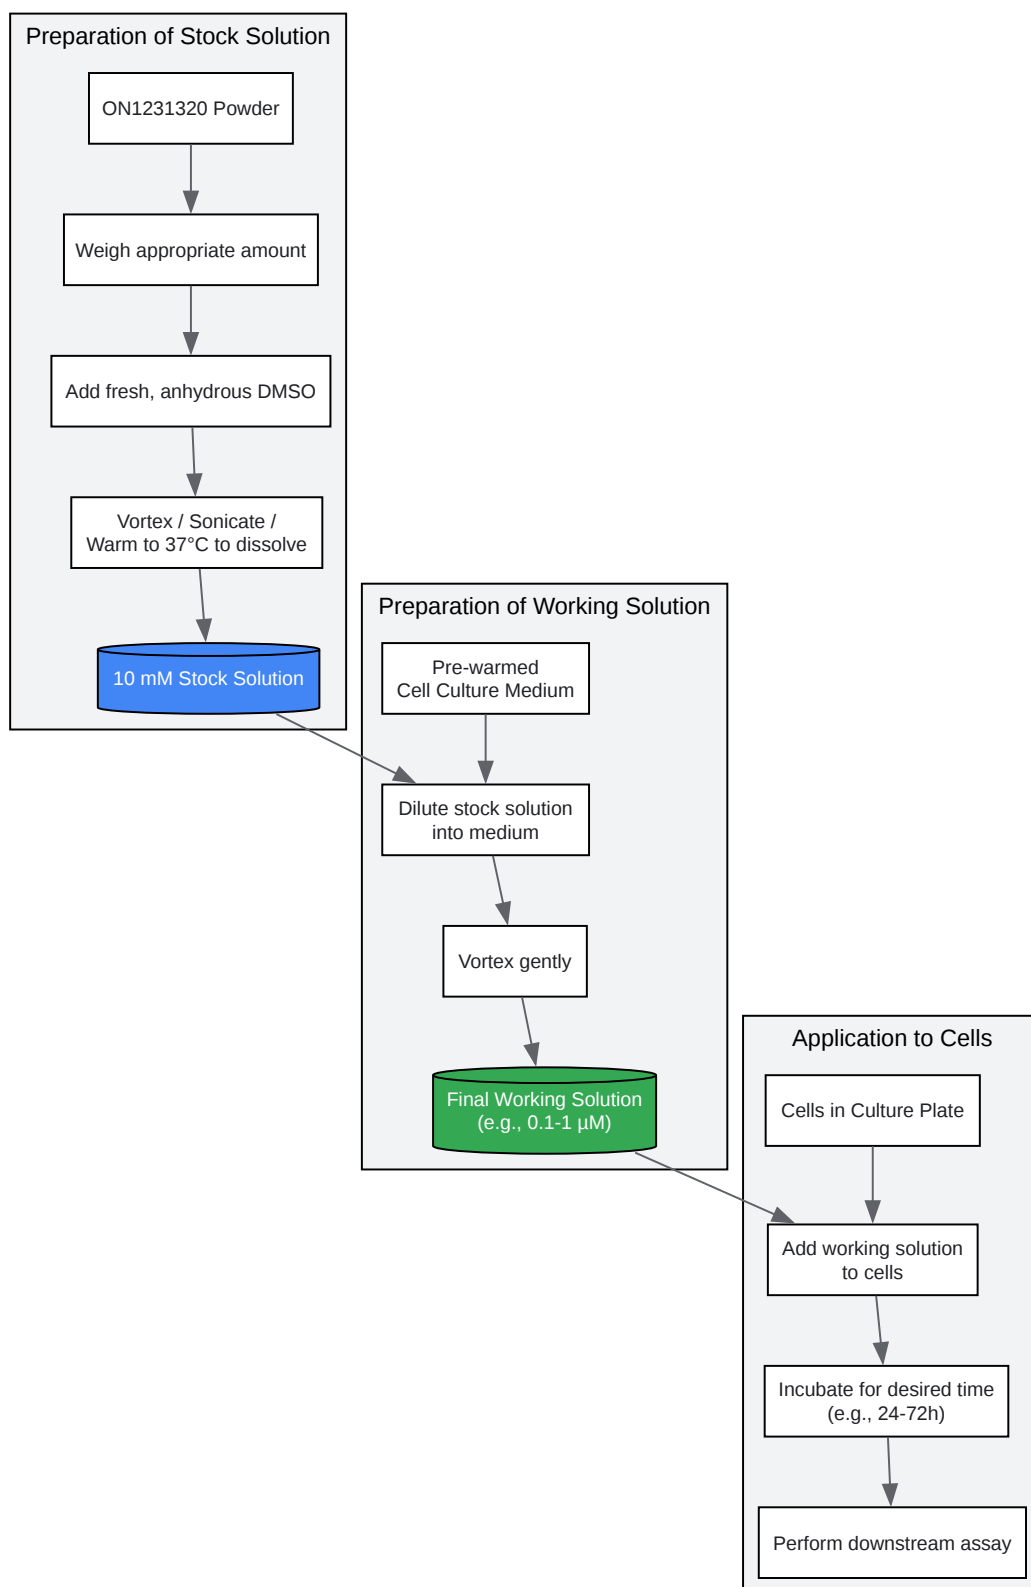 Preparation of Stock Solution
ON1231320 Powder
Weigh appropriate amount
Add fresh, anhydrous DMSO
Vortex / Sonicate /
Warm to 37°C to dissolve
10 mM Stock Solution
Preparation of Working Solution
Pre-warmed
Cell Culture Medium
Dilute stock solution
into medium
Vortex gently
Final Working Solution
(e.g., 0.1-1 µM)
Application to Cells
Cells in Culture Plate
Add working solution
to cells
Incubate for desired time
(e.g., 24-72h)
Perform downstream assay